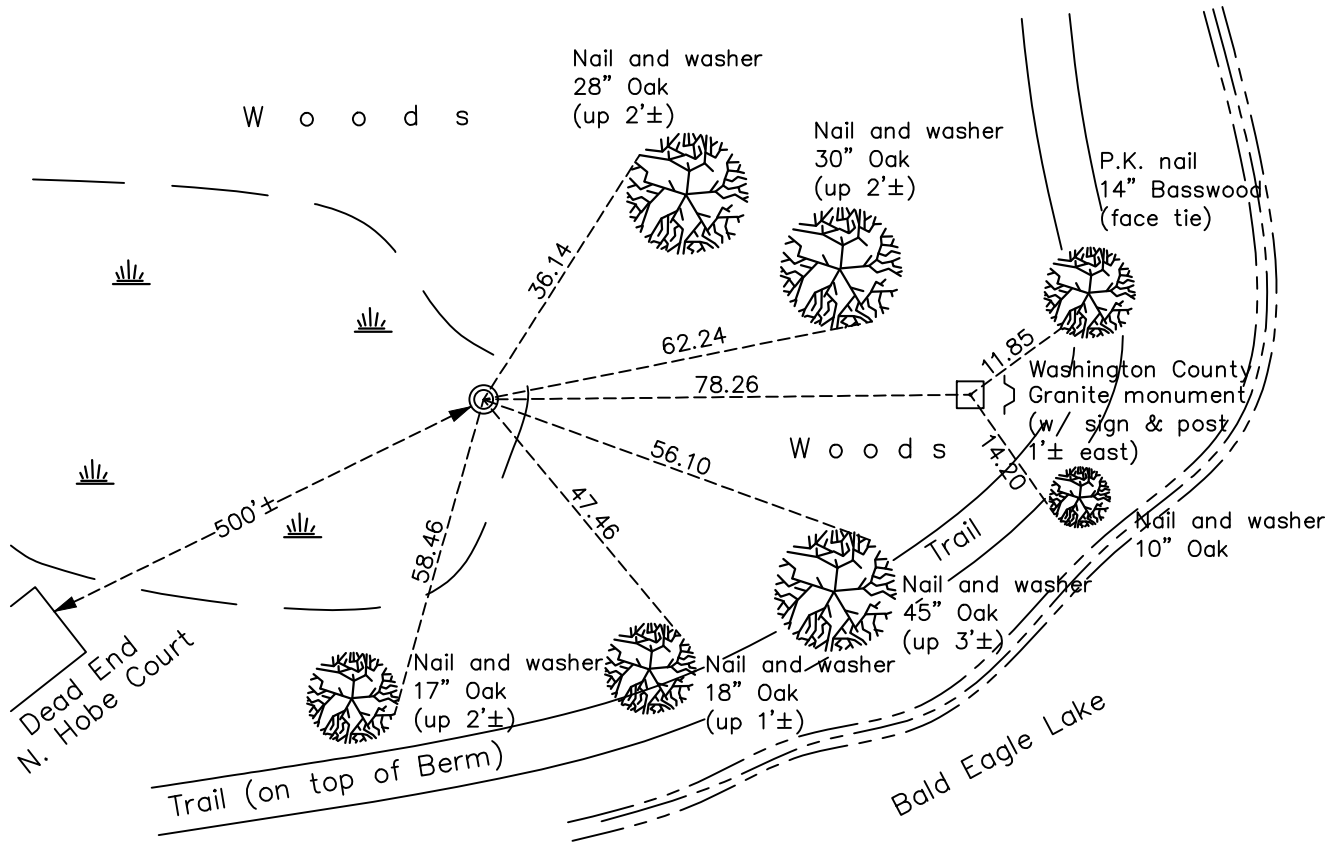 Nail and washer
28” Oak
(up 2'±)
W o o d s
Nail and washer
30” Oak
(up 2'±)
P.K. nail
14” Basswood
(face tie)
36.14
62.24
11.85
78.26
Washington County
Granite monument
(w sign & post
1'± east)
W o o d s
56.10
14.20
47.46
500'±
58.46
Nail and washer
10” Oak
Trail
Nail and washer
45” Oak
(up 3'±)
Nail and washer
17” Oak
(up 2'±)
Nail and washer
18” Oak
(up 1'±)
Dead End
N. Hobe Court
Trail (on top of Berm)
Bald Eagle Lake